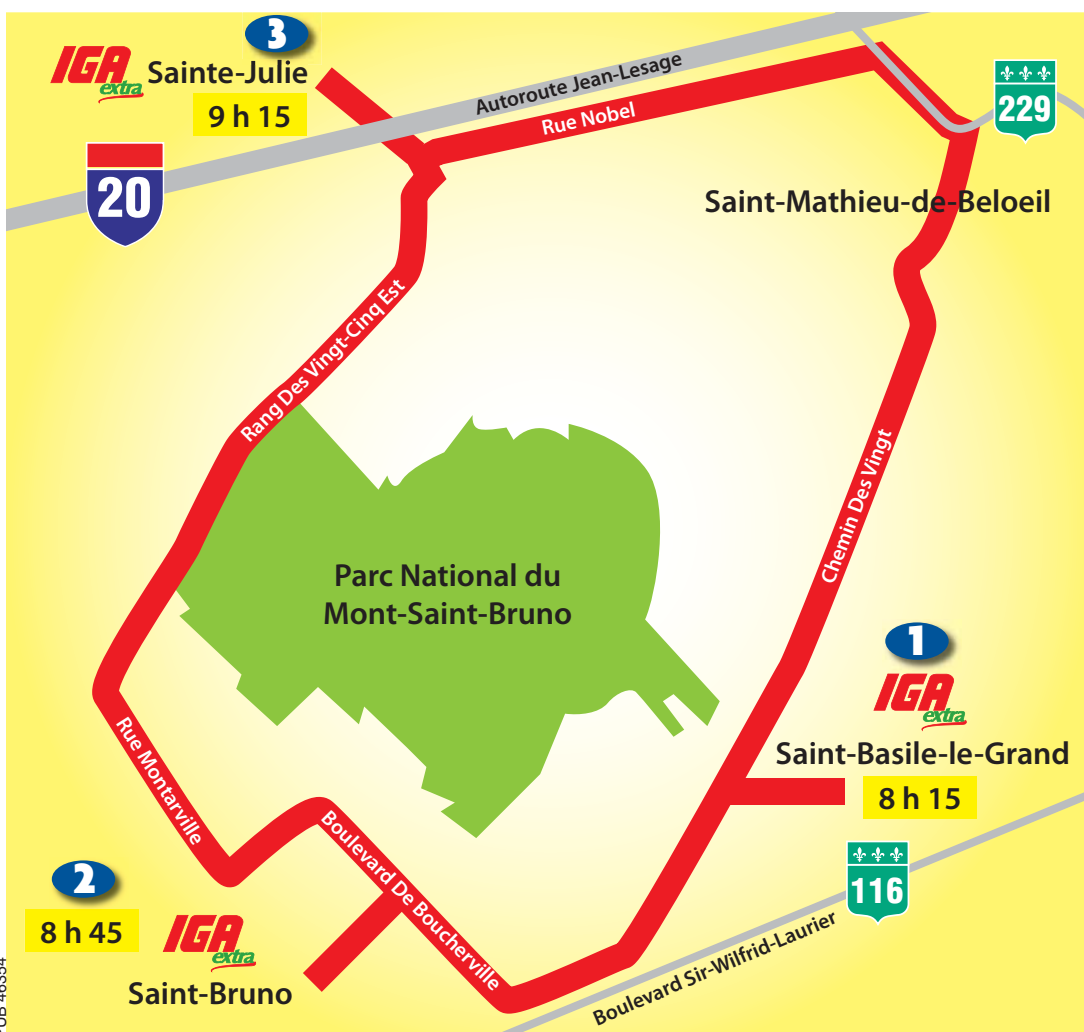 3
IGA
extra
Sainte-Julie
9 h 15
Autoroute Jean-Lesage
Rue Nobel
229
20
Saint-Mathieu-de-Beloeil
Rang Des Vingt-Cinq Est
Chemin Des Vingt
Parc National du
Mont-Saint-Bruno
1
IGA
extra
Saint-Basile-le-Grand
8 h 15
Rue Montarville
Boulevard De Boucherville
116
2
8 h 45
IGA
extra
Saint-Bruno
Boulevard Sir-Wilfrid-Laurier